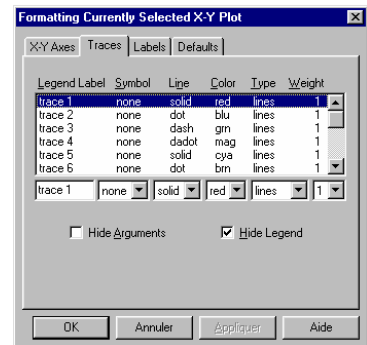 Formatting Currently Selected X-Y Plot
X-Y Axes Traces Labels Defaults
Legend Label Symbol Line Color Type Weight
trace 1 none solid red lines 1
trace 2 none dot blu lines 1
trace 3 none dash grn lines 1
trace 4 none dadot mag lines 1
trace 5 none solid cya lines 1
trace 6 none dot brn lines 1
trace 1 none solid red lines 1
Hide Arguments Hide Legend
OK Annuler Appliquer Aide